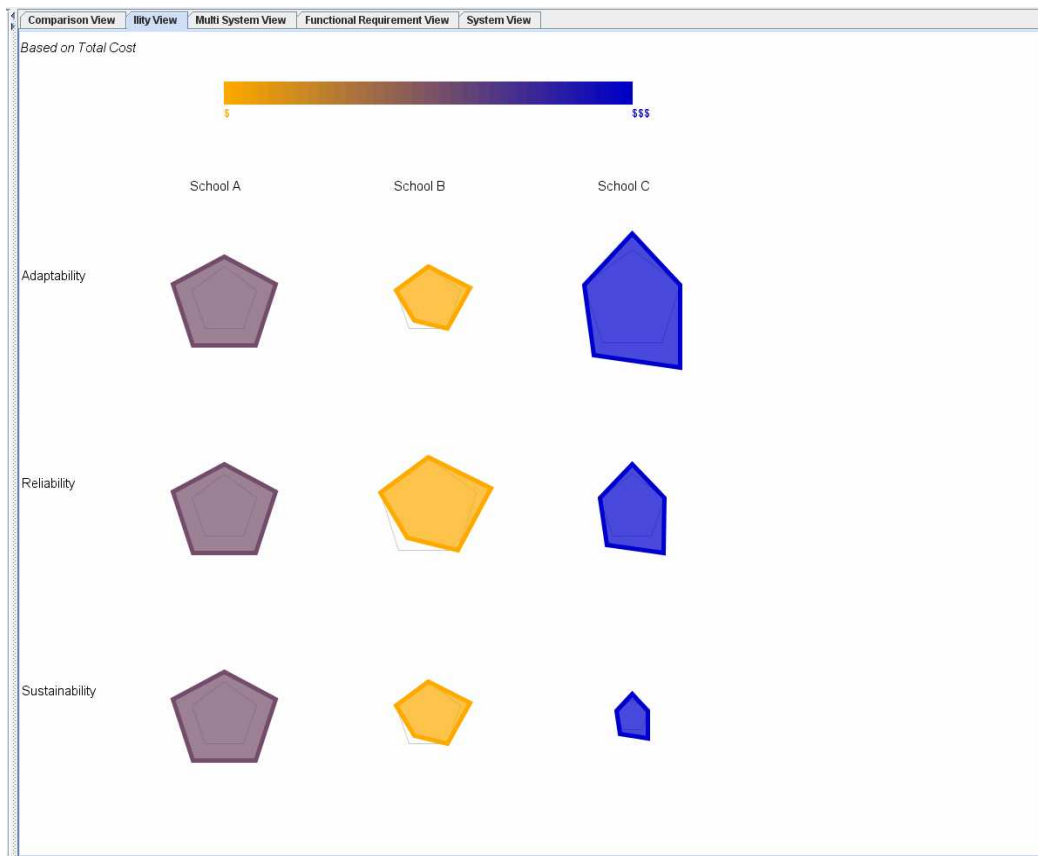 Comparison View Ility View Multi System View Functional Requirement View System View
Based on Total Cost
$ $$$
School A School B School C
Adaptability
Reliability
Sustainability